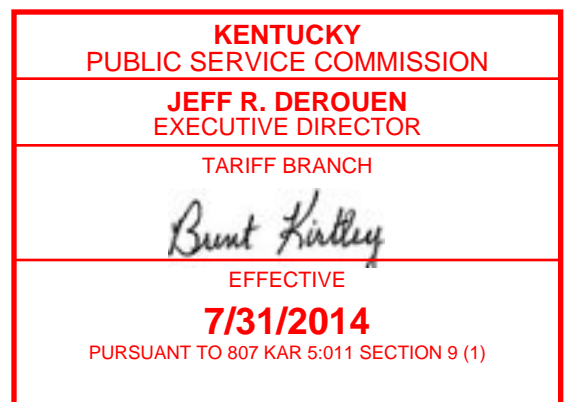 KENTUCKY
PUBLIC SERVICE COMMISSION
JEFF R. DEROUEN
EXECUTIVE DIRECTOR
TARIFF BRANCH
Bunt Kirtley
EFFECTIVE
7/31/2014
PURSUANT TO 807 KAR 5:011 SECTION 9 (1)